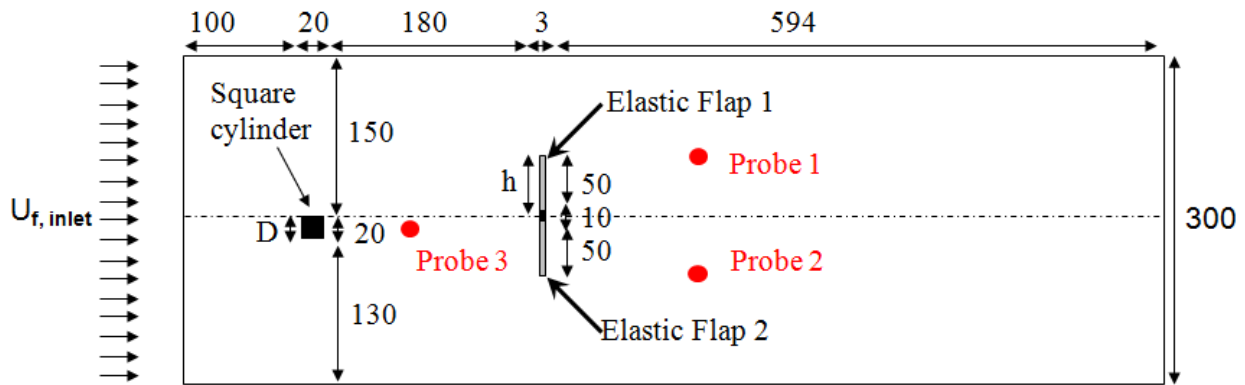 100
20
180
3
594
Square
cylinder
150
Elastic Flap 1
Probe 1
h
50
10
50
U f, inlet
D
20
Probe 3
Probe 2
300
130
Elastic Flap 2